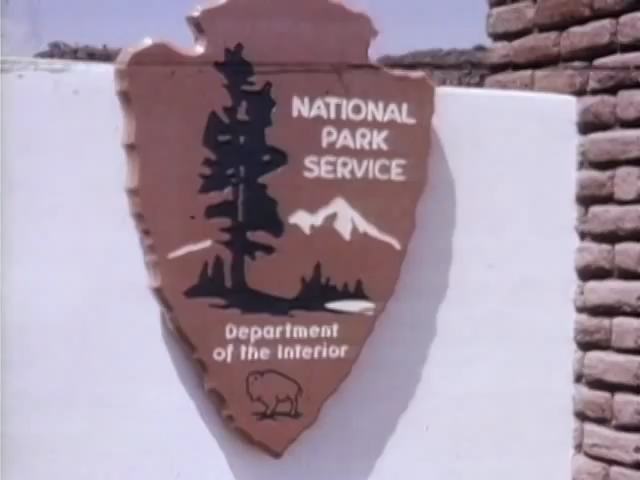 NATIONAL
PARK
SERVICE
Department
of the Interior